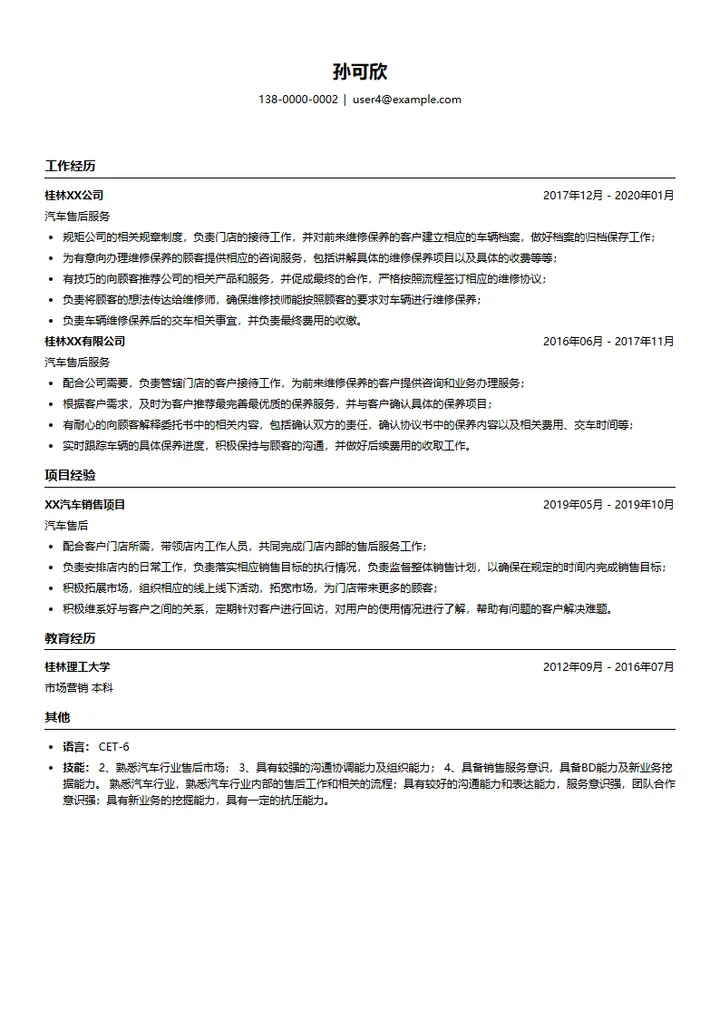 孙可欣
138-0000-0002 | user4@example.com
工作经历
桂林XX公司 2017年12月 - 2020年01月
汽车售后服务
• 规矩公司的相关规章制度，负责门店的接待工作，并对前来维修保养的客户建立相应的车辆档案，做好档案的归档保存工作；
• 为有意向办理维修保养的顾客提供相应的咨询服务，包括讲解具体的维修保养项目以及具体的收费等等；
• 有技巧的向顾客推荐公司的相关产品和服务，并促成最终的合作，严格按照流程签订相应的维修协议；
• 负责将顾客的想法传达给维修师，确保维修技师能按照顾客的要求对车辆进行维修保养；
• 负责车辆维修保养后的交车相关事宜，并负责最终费用的收缴。
桂林XX有限公司 2016年06月 - 2017年11月
汽车售后服务
• 配合公司需要，负责管辖门店的客户接待工作，为前来维修保养的客户提供咨询和业务办理服务；
• 根据客户需求，及时为客户推荐最完善最优质的保养服务，并与客户确认具体的保养项目；
• 有耐心的向顾客解释委托书中的相关内容，包括确认双方的责任，确认协议书中的保养内容以及相关费用、交车时间等；
• 实时跟踪车辆的具体保养进度，积极保持与顾客的沟通，并做好后续费用的收取工作。
项目经验
XX汽车销售项目 2019年05月 - 2019年10月
汽车售后
• 配合客户门店所需，带领店内工作人员，共同完成门店内部的售后服务工作；
• 负责安排店内的日常工作，负责落实相应销售目标的执行情况，负责监督整体销售计划，以确保在规定的时间内完成销售目标；
• 积极拓展市场，组织相应的线上线下活动，拓宽市场，为门店带来更多的顾客；
• 积极维系好与客户之间的关系，定期针对客户进行回访，对用户的使用情况进行了解，帮助有问题的客户解决难题。
教育经历
桂林理工大学 2012年09月 - 2016年07月
市场营销 本科
其他
• 语言： CET-6
• 技能： 2、熟悉汽车行业售后市场； 3、具有较强的沟通协调能力及组织能力； 4、具备销售服务意识，具备BD能力及新业务挖
掘能力。 熟悉汽车行业，熟悉汽车行业内部的售后工作和相关的流程；具有较好的沟通能力和表达能力，服务意识强，团队合作
意识强；具有新业务的挖掘能力，具有一定的抗压能力。